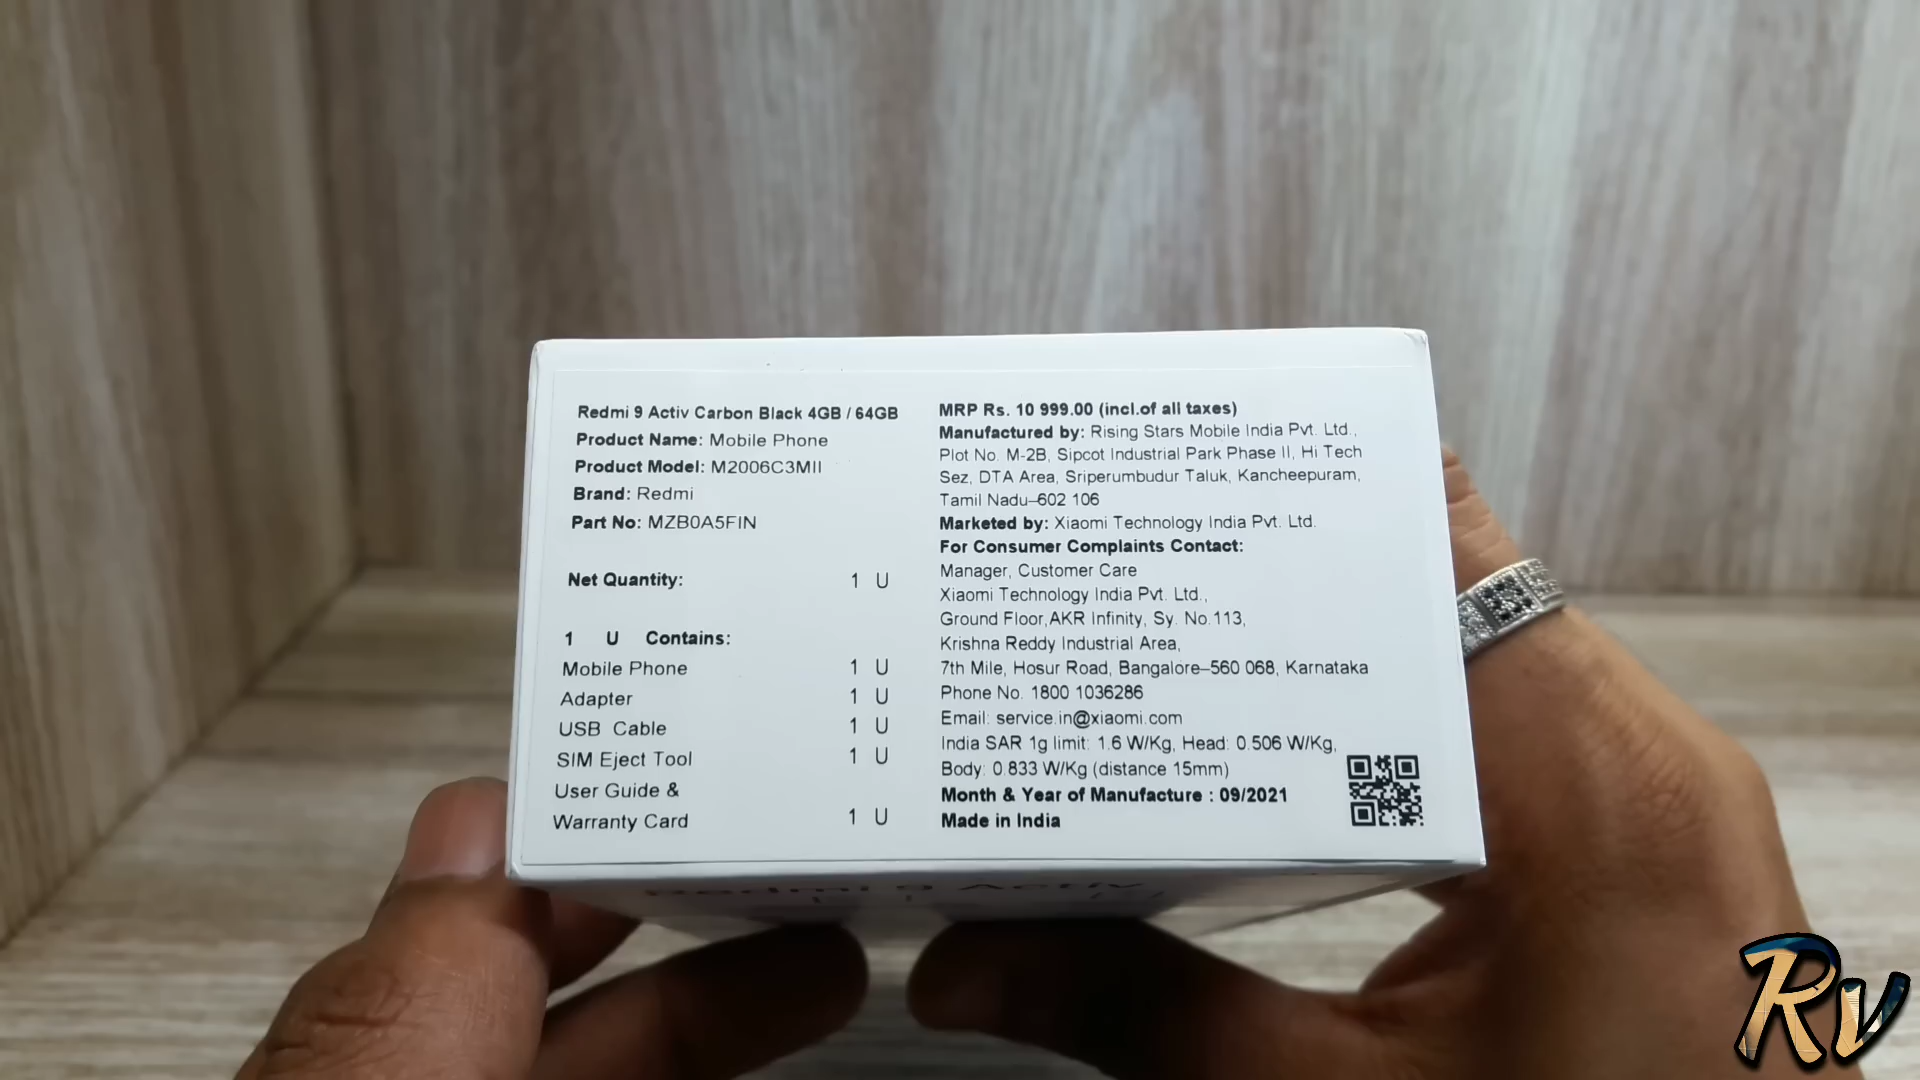 Redmi 9 Activ Carbon Black 4GB / 64GB
Product Name: Mobile Phone
Product Model: M2006C3MII
Brand: Redmi
Part No: MZB0A5FIN
Net Quantity: 1 U
1 U Contains:
Mobile Phone 1 U
Adapter 1 U
USB Cable 1 U
SIM Eject Tool 1 U
User Guide &
Warranty Card 1 U
MRP Rs. 10 999.00 (incl.of all taxes)
Manufactured by: Rising Stars Mobile India Pvt. Ltd.,
Plot No. M-2B, Sipcot Industrial Park Phase II, Hi Tech
Sez, DTA Area, Sriperumbudur Taluk, Kancheepuram,
Tamil Nadu–602 106
Marketed by: Xiaomi Technology India Pvt. Ltd.
For Consumer Complaints Contact:
Manager, Customer Care
Xiaomi Technology India Pvt. Ltd.,
Ground Floor,AKR Infinity, Sy. No.113,
Krishna Reddy Industrial Area,
7th Mile, Hosur Road, Bangalore–560 068, Karnataka
Phone No. 1800 1036286
Email: service.in@xiaomi.com
India SAR 1g limit: 1.6 W/Kg, Head: 0.506 W/Kg,
Body: 0.833 W/Kg (distance 15mm)
Month & Year of Manufacture : 09/2021
Made in India
Redmi 9 Activ
Rv